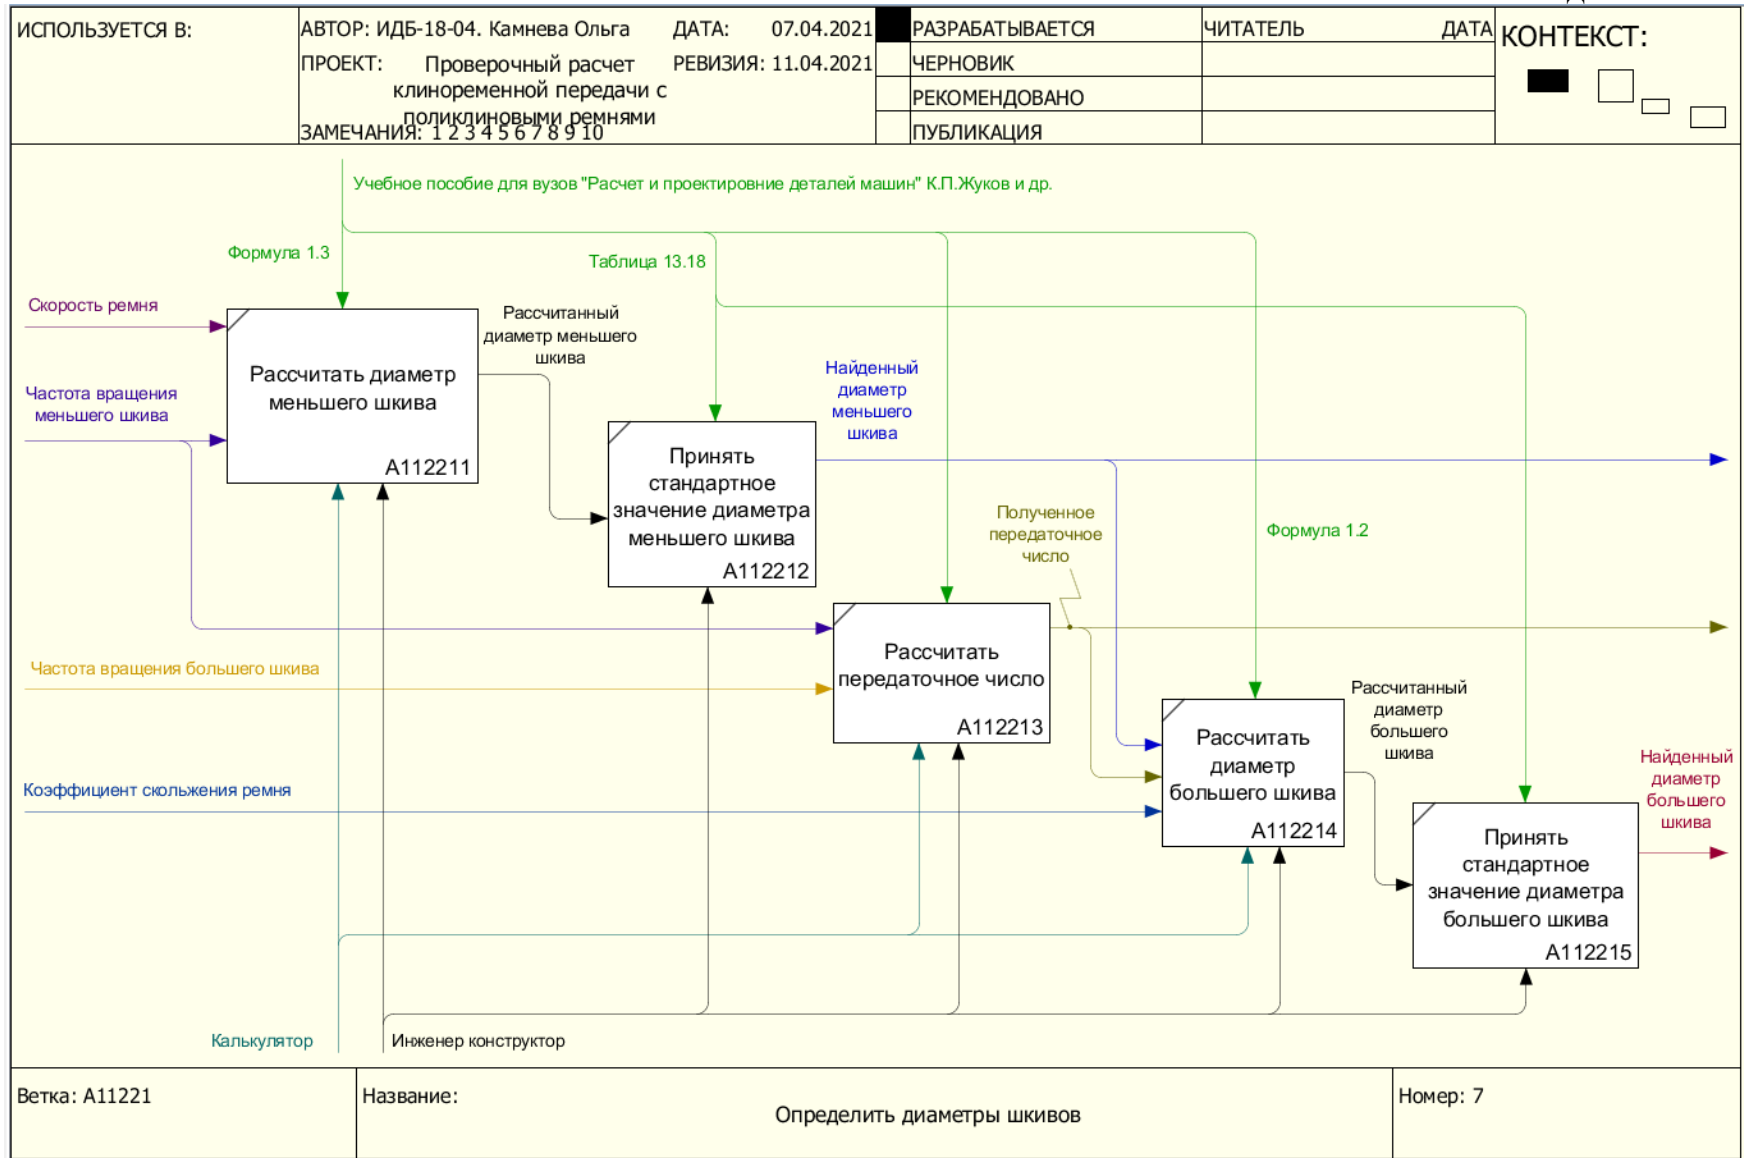 ИСПОЛЬЗУЕТСЯ В:
АВТОР: ИДБ-18-04. Камнева Ольга
ДАТА: 07.04.2021
ПРОЕКТ: Проверочный расчет
клиноременной передачи с
поликлиновыми ремнями
РЕВИЗИЯ: 11.04.2021
ЗАМЕЧАНИЯ: 1 2 3 4 5 6 7 8 9 10
РАЗРАБАТЫВАЕТСЯ
ЧЕРНОВИК
РЕКОМЕНДОВАНО
ПУБЛИКАЦИЯ
ЧИТАТЕЛЬ
ДАТА
КОНТЕКСТ:
Учебное пособие для вузов "Расчет и проектировние деталей машин" К.П.Жуков и др.
Формула 1.3
Таблица 13.18
Скорость ремня
Рассчитанный
диаметр меньшего
шкива
Рассчитать диаметр
меньшего шкива
A112211
Частота вращения
меньшего шкива
Найденный
диаметр
меньшего
шкива
Принять
стандартное
значение диаметра
меньшего шкива
A112212
Полученное
передаточное
число
Формула 1.2
Рассчитать
передаточное число
A112213
Частота вращения большего шкива
Рассчитанный
диаметр
большего
шкива
Рассчитать
диаметр
большего шкива
A112214
Найденный
диаметр
большего
шкива
Коэффициент скольжения ремня
Принять
стандартное
значение диаметра
большего шкива
A112215
Калькулятор
Инженер конструктор
Ветка: A11221
Название:
Определить диаметры шкивов
Номер: 7